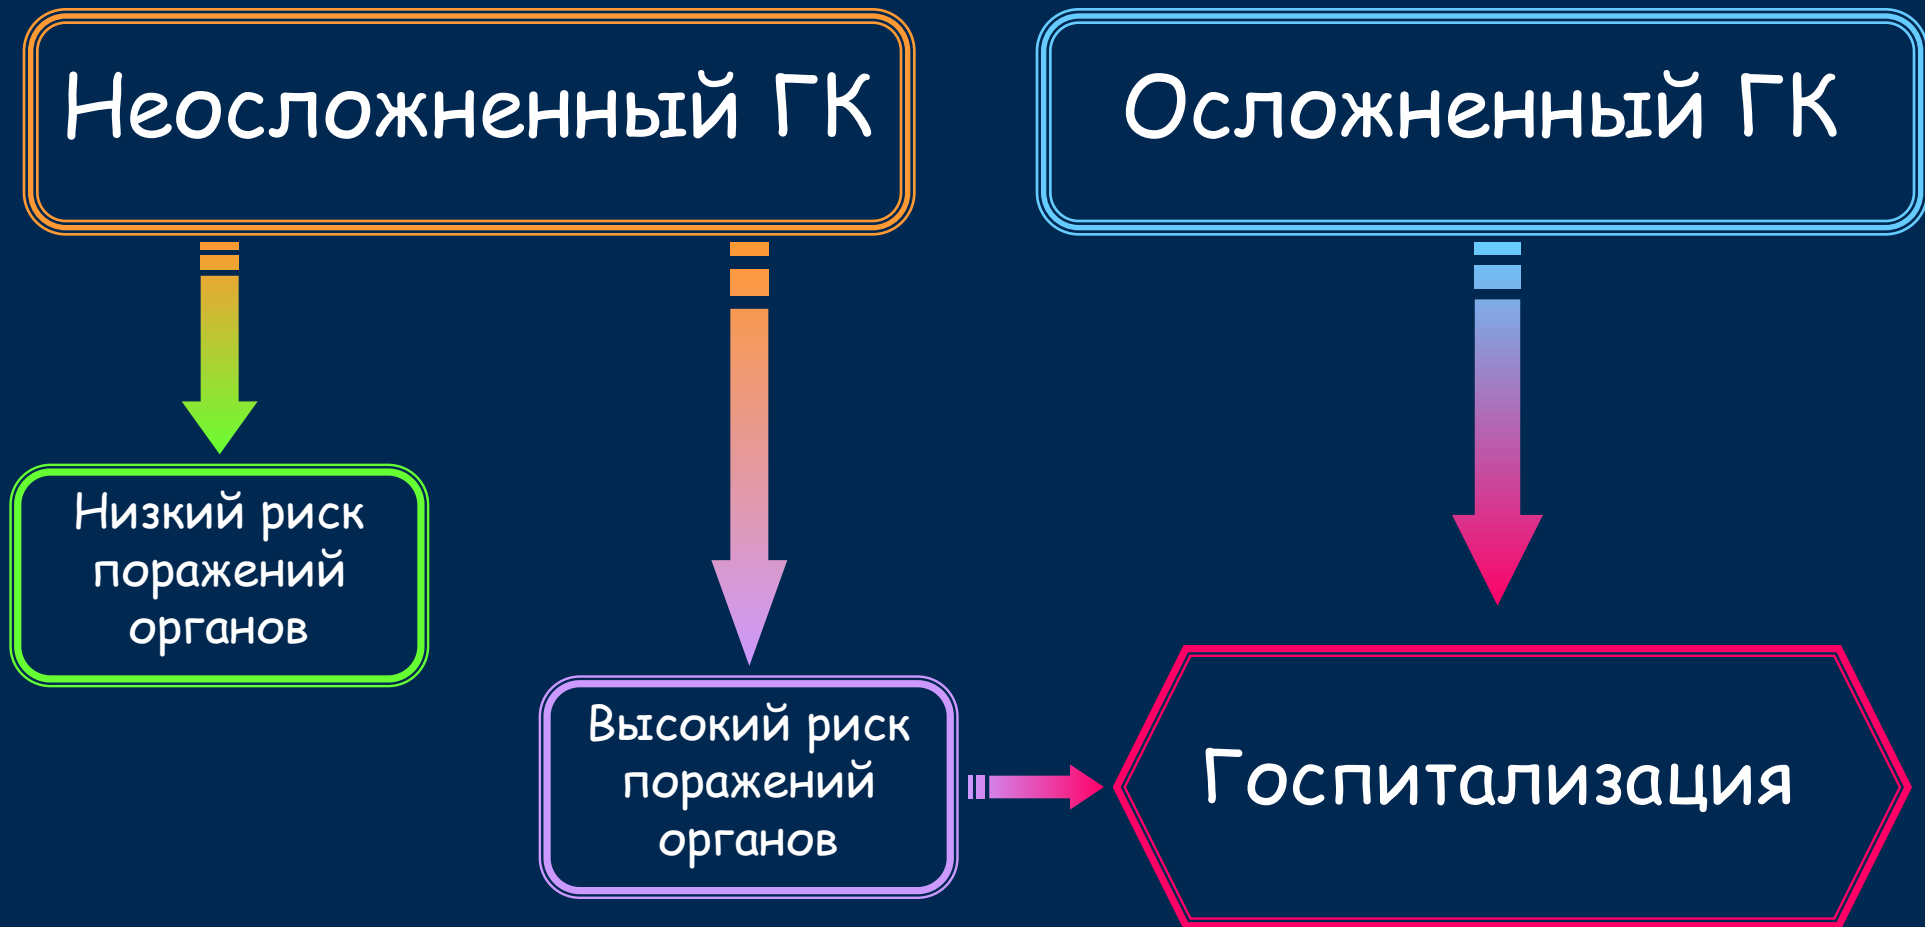 Неосложненный ГК
Осложненный ГК
Низкий риск
поражений
органов
Высокий риск
поражений
органов
Госпитализация